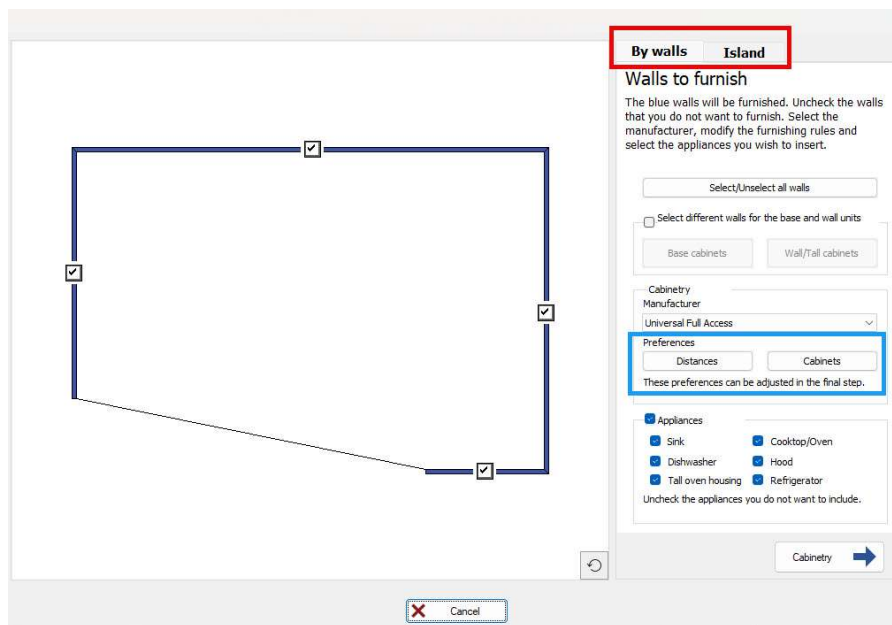 By walls Island
Walls to furnish
The blue walls will be furnished. Uncheck the walls
that you do not want to furnish. Select the
manufacturer, modify the furnishing rules and
select the appliances you wish to insert.
Select/Unselect all walls
Select different walls for the base and wall units
Base cabinets Wall/Tall cabinets
Cabinetry
Manufacturer
Universal Full Access
Preferences
Distances Cabinets
These preferences can be adjusted in the final step.
Appliances
Sink Cooktop/Oven
Dishwasher Hood
Tall oven housing Refrigerator
Uncheck the appliances you do not want to include.
Cabinetry
Cancel